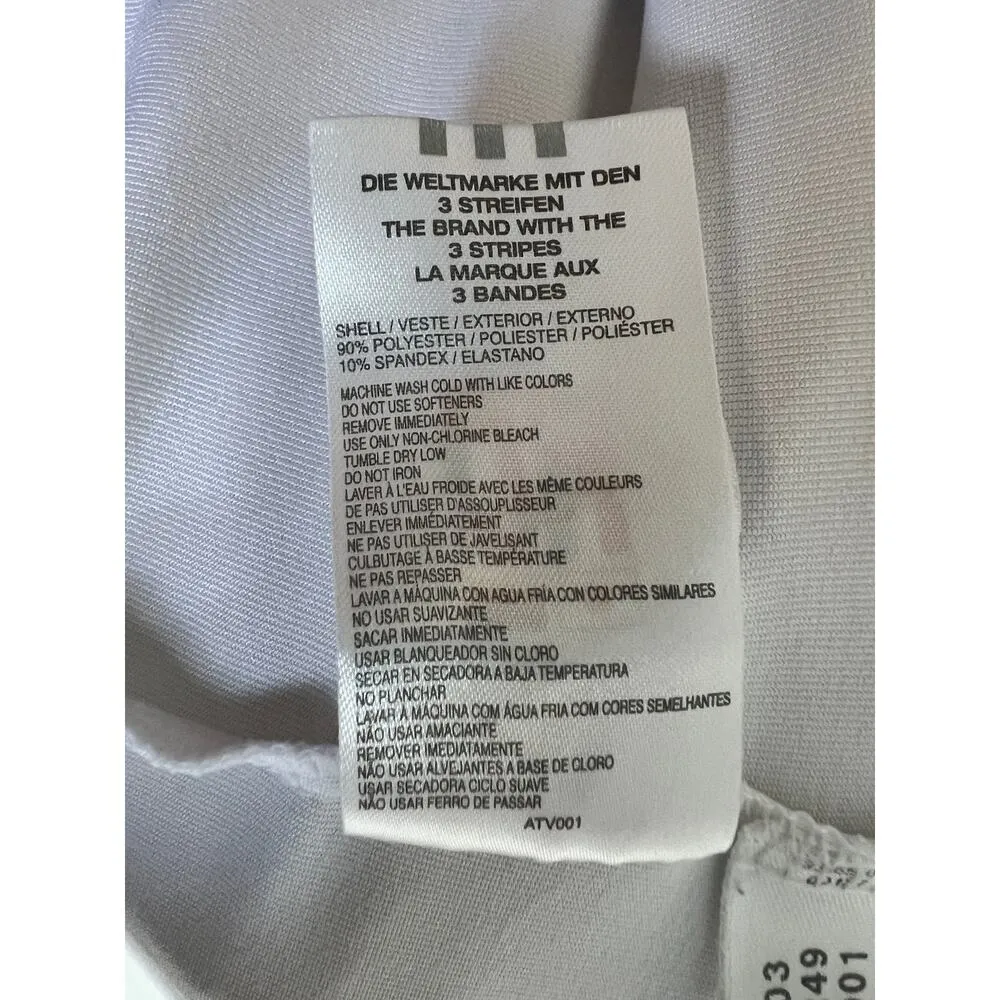 DIE WELTMARKE MIT DEN
3 STREIFEN
THE BRAND WITH THE
3 STRIPES
LA MARQUE AUX
3 BANDES
SHELL / VESTE / EXTERIOR / EXTERNO
90% POLYESTER / POLIESTER / POLIÉSTER
10% SPANDEX / ELASTANO
MACHINE WASH COLD WITH LIKE COLORS
DO NOT USE SOFTENERS
REMOVE IMMEDIATELY
USE ONLY NON-CHLORINE BLEACH
TUMBLE DRY LOW
DO NOT IRON
LAVER À L'EAU FROIDE AVEC LES MÊME COULEURS
DE PAS UTILISER D'ASSOUPLISSEUR
ENLEVER IMMÉDIATEMENT
NE PAS UTILISER DE JAVELISANT
CULBUTAGE À BASSE TEMPÉRATURE
NE PAS REPASSER
LAVAR A MÀQUINA CON AGUA FRÍA CON COLORES SIMILARES
NO USAR SUAVIZANTE
SACAR INMEDIATAMENTE
USAR BLANQUEADOR SIN CLORO
SECAR EN SECADORA A BAJA TEMPERATURA
NO PLANCHAR
LAVAR A MAQUINA COM ÁGUA FRIA COM CORES SEMELHANTES
NÃO USAR AMACIANTE
REMOVER IMEDIATAMENTE
NÃO USAR ALVEJANTES A BASE DE CLORO
USAR SECADORA CICLO SUAVE
NÃO USAR FERRO DE PASSAR
ATV001
03
049
001